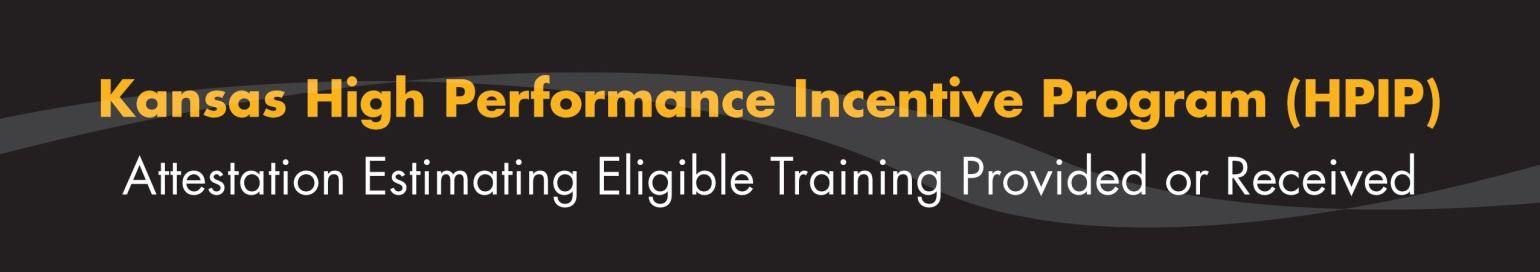 Kansas High Performance Incentive Program (HPIP)
Attestation Estimating Eligible Training Provided or Received